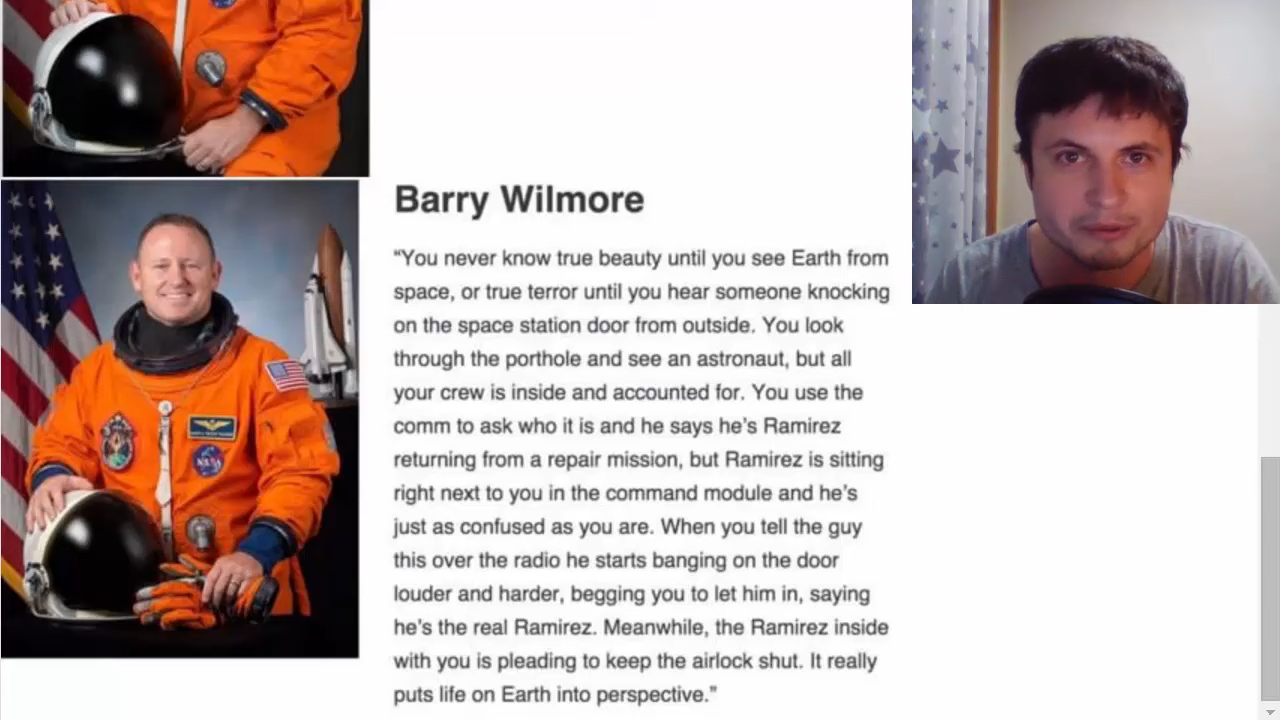 Barry Wilmore
“You never know true beauty until you see Earth from
space, or true terror until you hear someone knocking
on the space station door from outside. You look
through the porthole and see an astronaut, but all
your crew is inside and accounted for. You use the
comm to ask who it is and he says he’s Ramirez
returning from a repair mission, but Ramirez is sitting
right next to you in the command module and he’s
just as confused as you are. When you tell the guy
this over the radio he starts banging on the door
louder and harder, begging you to let him in, saying
he’s the real Ramirez. Meanwhile, the Ramirez inside
with you is pleading to keep the airlock shut. It really
puts life on Earth into perspective.”
NASA